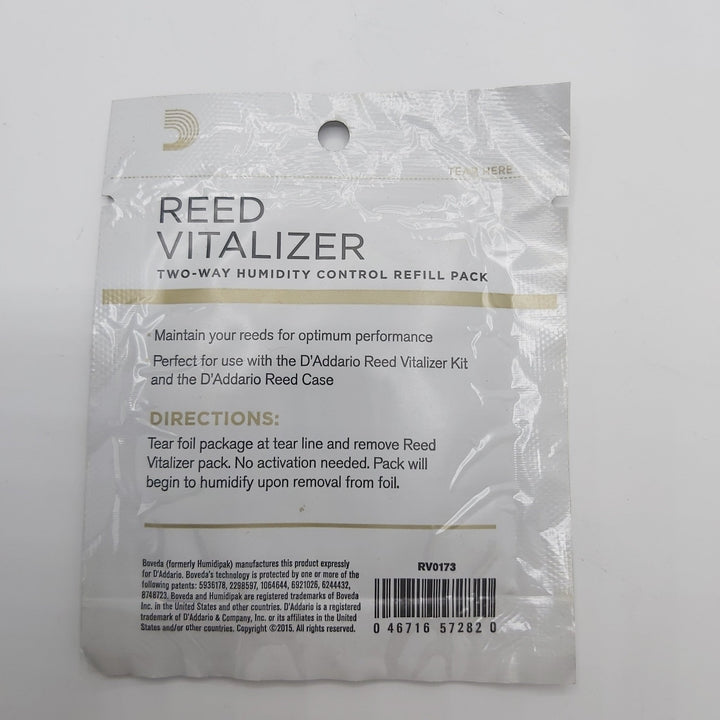 TEAR HERE
REED
VITALIZER
TWO-WAY HUMIDITY CONTROL REFILL PACK
Maintain your reeds for optimum performance
Perfect for use with the D'Addario Reed Vitalizer Kit
and the D'Addario Reed Case
DIRECTIONS:
Tear foil package at tear line and remove Reed
Vitalizer pack. No activation needed. Pack will
begin to humidify upon removal from foil.
Boveda (formerly Humidipak) manufactures this product expressly
for D'Addario. Boveda's technology is protected by one or more of the
following patents: 5936178, 2298597, 1064644, 6921026, 6244432,
8748723. Boveda and Humidipak are registered trademarks of Boveda
Inc. in the United States and other countries. D'Addario is a registered
trademark of D'Addario & Company, Inc. or its affiliates in the United
States and/or other countries. Copyright ©2015. All rights reserved.
RV0173
0 46716 57282 0